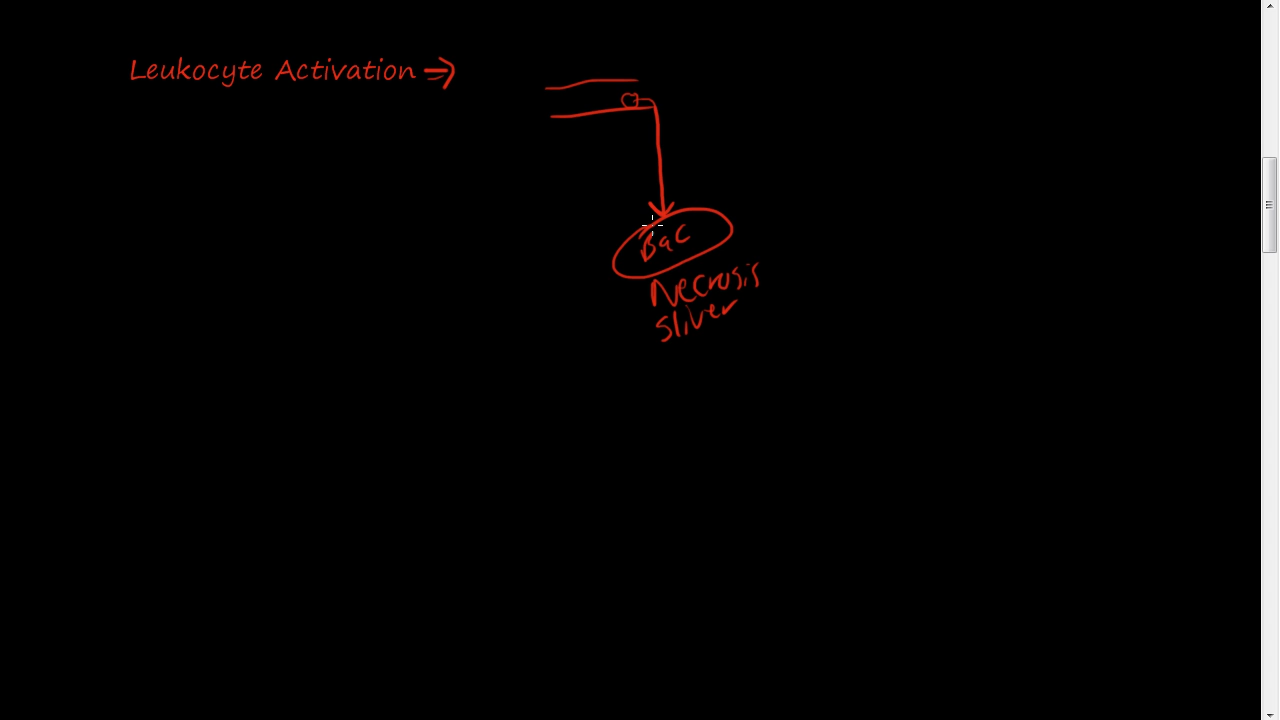 Leukocyte Activation →
Bac
Necrosis
sliver